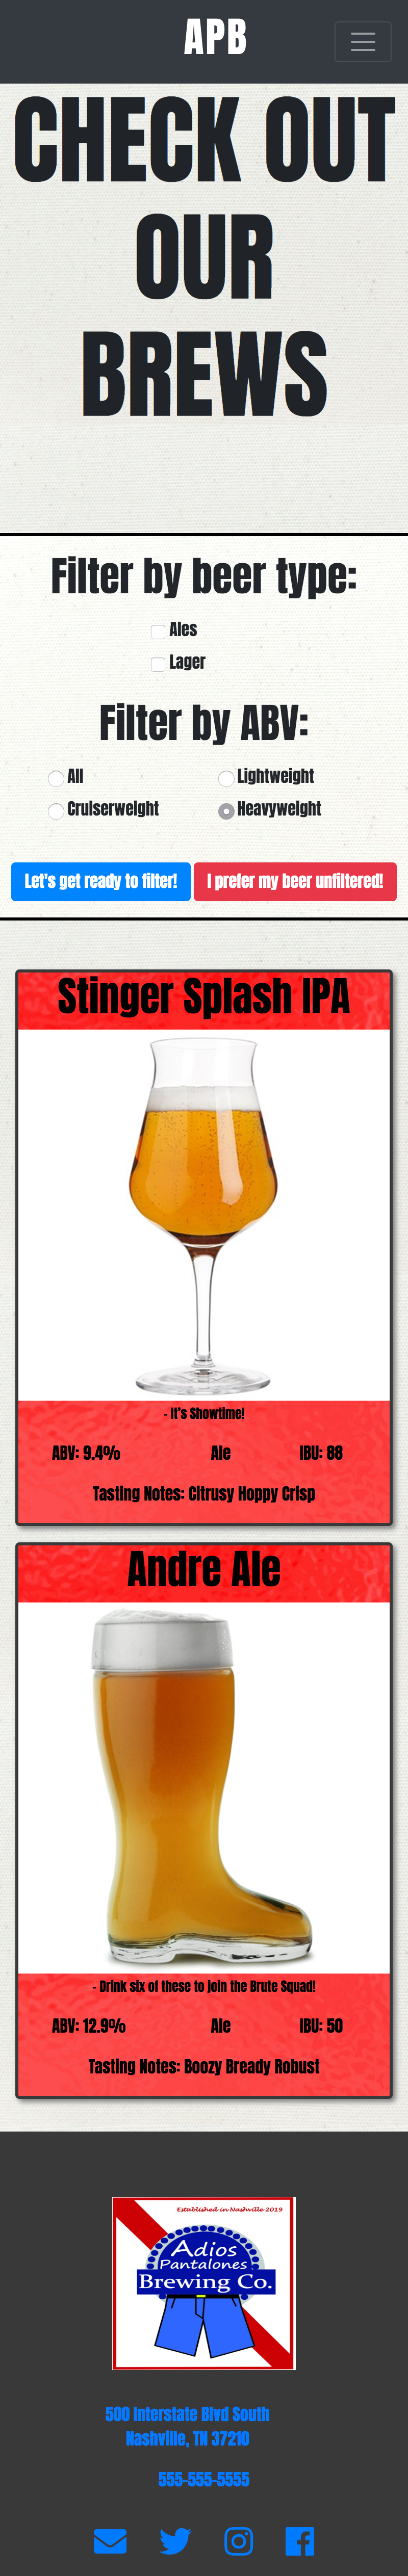 APB
CHECK OUT
OUR
BREWS
Filter by beer type:
Ales
Lager
Filter by ABV:
All Lightweight
Cruiserweight Heavyweight
Let's get ready to filter! I prefer my beer unfiltered!
Stinger Splash IPA
- It's Showtime!
ABV: 9.4% Ale IBU: 88
Tasting Notes: Citrusy Hoppy Crisp
Andre Ale
- Drink six of these to join the Brute Squad!
ABV: 12.9% Ale IBU: 50
Tasting Notes: Boozy Bready Robust
Established in Nashville 2019
Adios
Pantalones
Brewing Co.
500 Interstate Blvd South
Nashville, TN 37210
555-555-5555